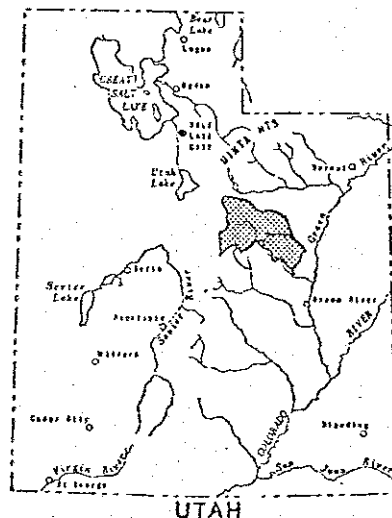 Bear
Lake
Logan
GREAT
SALT
LAKE
Ogden
SALT
LAKE
CITY
UINTA MTS
Utah
Lake
Vernal
River
Green
Delta
Sevier
Lake
River
Sevier
Green River
RIVER
Milford
Cedar City
COLORADO
Blanding
Virgin River
St George
San Juan River
UTAH